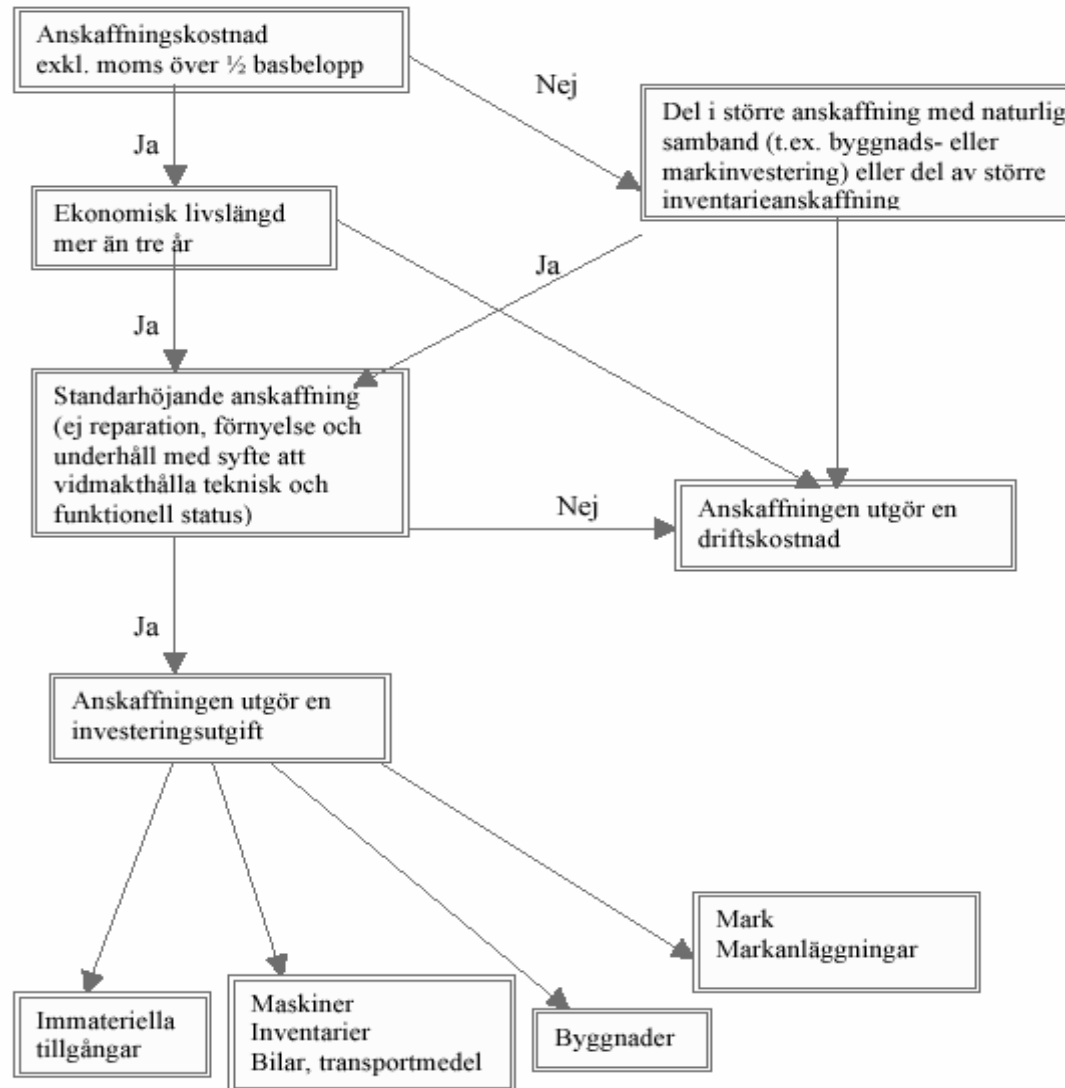 Anskaffningskostnad
exkl. moms över ½ basbelopp
Nej
Del i större anskaffning med naturlig
samband (t.ex. byggnads- eller
markinvestering) eller del av större
inventarieanskaffning
Ja
Ekonomisk livslängd
mer än tre år
Ja
Ja
Standarhöjande anskaffning
(ej reparation, förnyelse och
underhåll med syfte att
vidmakthålla teknisk och
funktionell status)
Nej
Anskaffningen utgör en
driftskostnad
Ja
Anskaffningen utgör en
investeringsutgift
Mark
Markanläggningar
Immateriella
tillgångar
Maskiner
Inventarier
Bilar, transportmedel
Byggnader